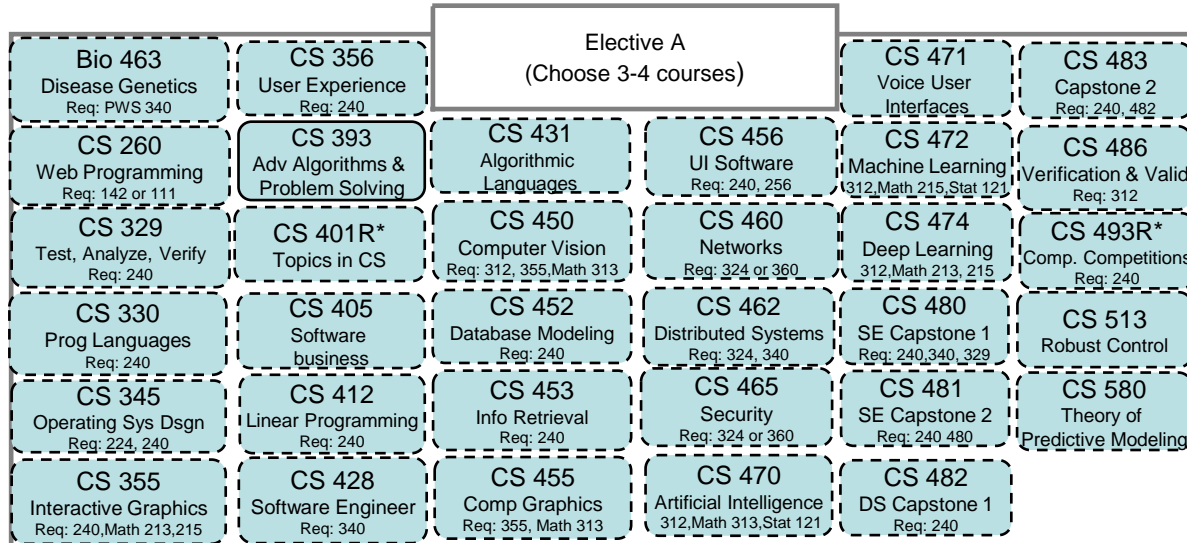 Elective A
(Choose 3-4 courses)
Bio 463
Disease Genetics
Req: PWS 340
CS 260
Web Programming
Req: 142 or 111
CS 329
Test, Analyze, Verify
Req: 240
CS 330
Prog Languages
Req: 240
CS 345
Operating Sys Dsgn
Req: 224, 240
CS 355
Interactive Graphics
Req: 240,Math 213,215
CS 356
User Experience
Req: 240
CS 393
Adv Algorithms &
Problem Solving
CS 401R*
Topics in CS
CS 405
Software
business
CS 412
Linear Programming
Req: 240
CS 428
Software Engineer
Req: 340
CS 431
Algorithmic
Languages
CS 450
Computer Vision
Req: 312, 355,Math 313
CS 452
Database Modeling
Req: 240
CS 453
Info Retrieval
Req: 240
CS 455
Comp Graphics
Req: 355, Math 313
CS 456
UI Software
Req: 240, 256
CS 460
Networks
Req: 324 or 360
CS 462
Distributed Systems
Req: 324, 340
CS 465
Security
Req: 324 or 360
CS 470
Artificial Intelligence
312,Math 313,Stat 121
CS 471
Voice User
Interfaces
CS 472
Machine Learning
312,Math 215,Stat 121
CS 474
Deep Learning
312,Math 213, 215
CS 480
SE Capstone 1
Req: 240,340, 329
CS 481
SE Capstone 2
Req: 240 480
CS 482
DS Capstone 1
Req: 240
CS 483
Capstone 2
Req: 240, 482
CS 486
Verification & Valid
Req: 312
CS 493R*
Comp. Competitions
Req: 240
CS 513
Robust Control
CS 580
Theory of
Predictive Modeling